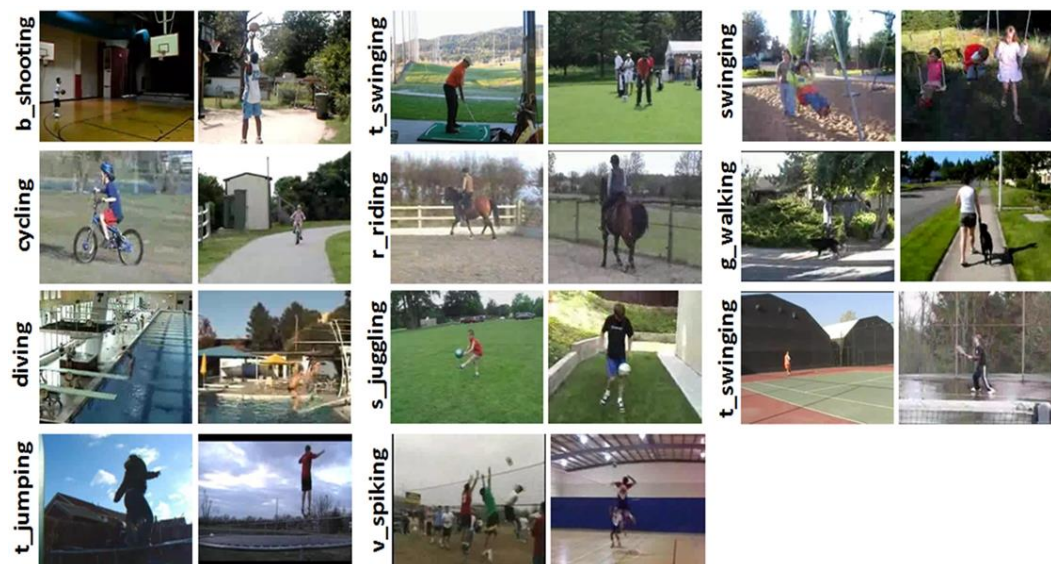 b_shooting
t_swinging
swinging
cycling
r_riding
g_walking
diving
s_juggling
t_swinging
t_jumping
v_spiking